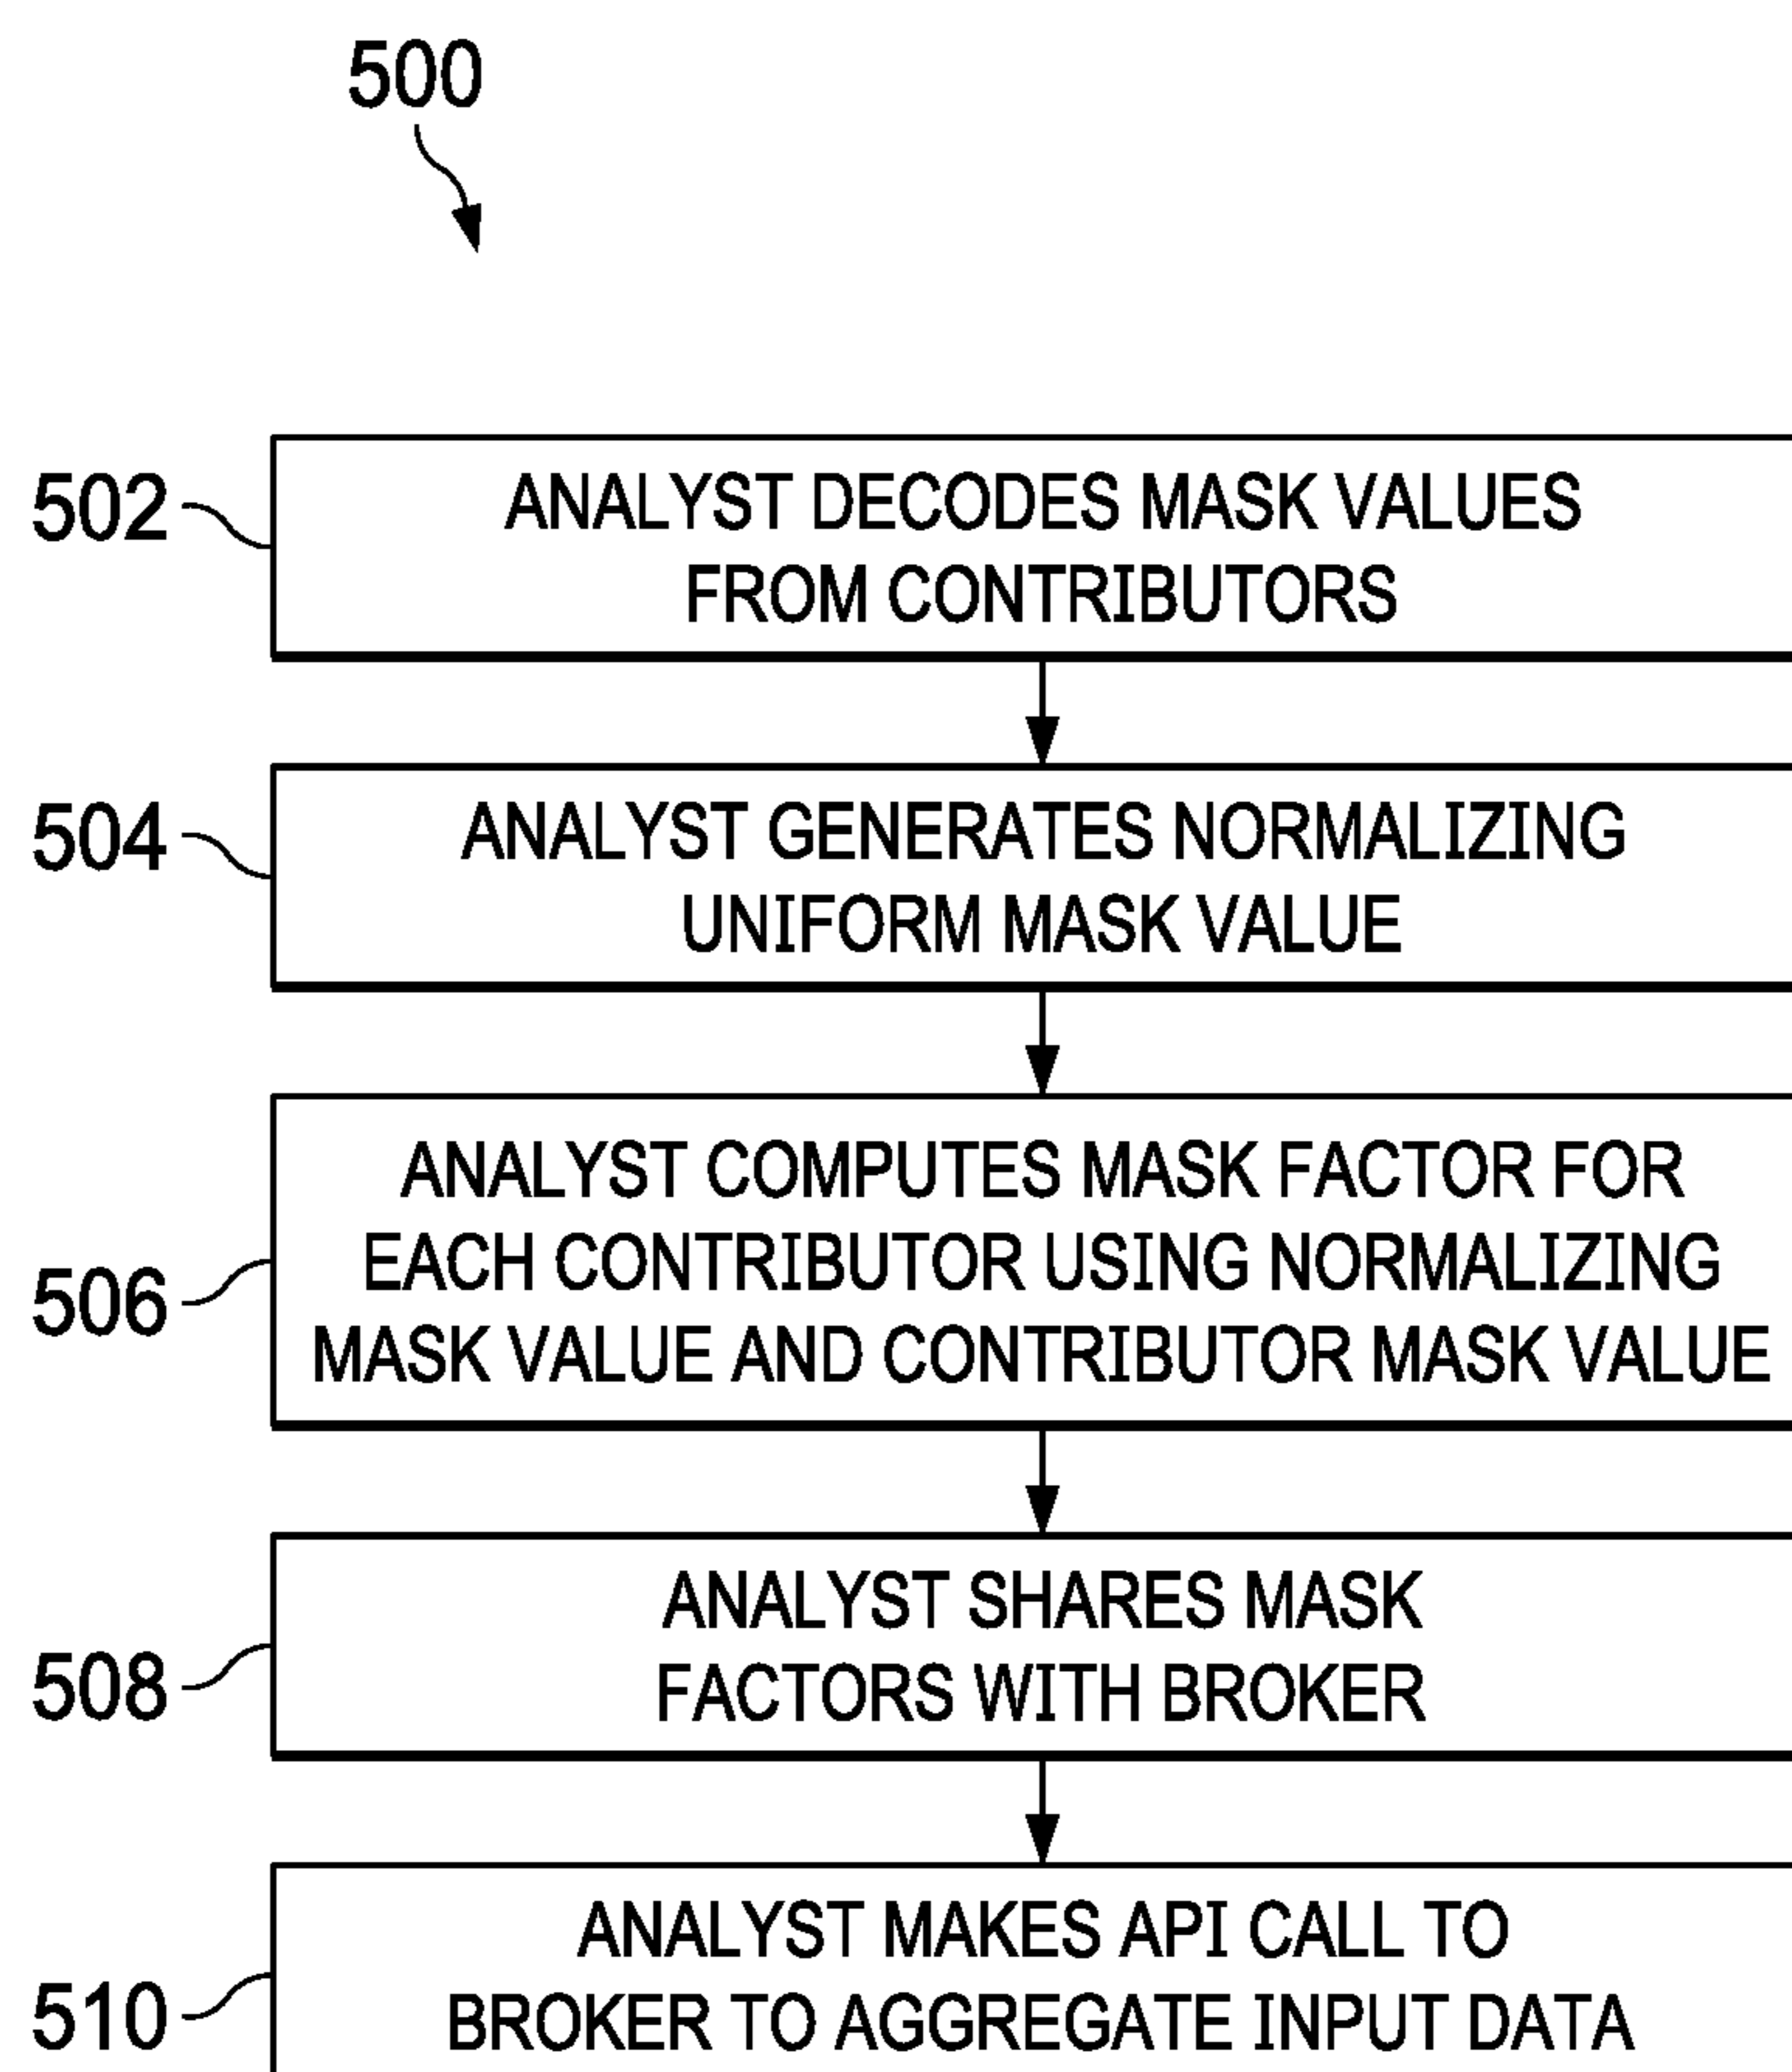 500
502
ANALYST DECODES MASK VALUES
FROM CONTRIBUTORS
504
ANALYST GENERATES NORMALIZING
UNIFORM MASK VALUE
506
ANALYST COMPUTES MASK FACTOR FOR
EACH CONTRIBUTOR USING NORMALIZING
MASK VALUE AND CONTRIBUTOR MASK VALUE
508
ANALYST SHARES MASK
FACTORS WITH BROKER
510
ANALYST MAKES API CALL TO
BROKER TO AGGREGATE INPUT DATA